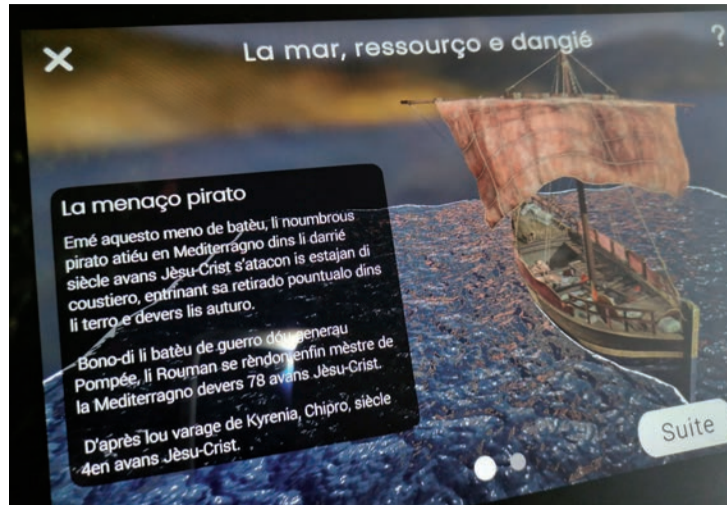 La mar, ressourço e dangié
?
La menaço pirato
Emé aquesto meno de batèu, li noumbrous
pirato atiéu en Mediterragno dins li darrié
siècle avans Jèsu-Crist s'atacon is estajan di
coustiero, entrinant sa retirado pountualo dins
li terro e devers lis auturo.
Bono-di li batèu de guerro dóu generau
Pompée, li Rouman se rèndon enfin mèstre de
la Mediterragno devers 78 avans Jèsu-Crist.
D'après lou varage de Kyrenia, Chipro, siècle
4en avans Jèsu-Crist.
Suite